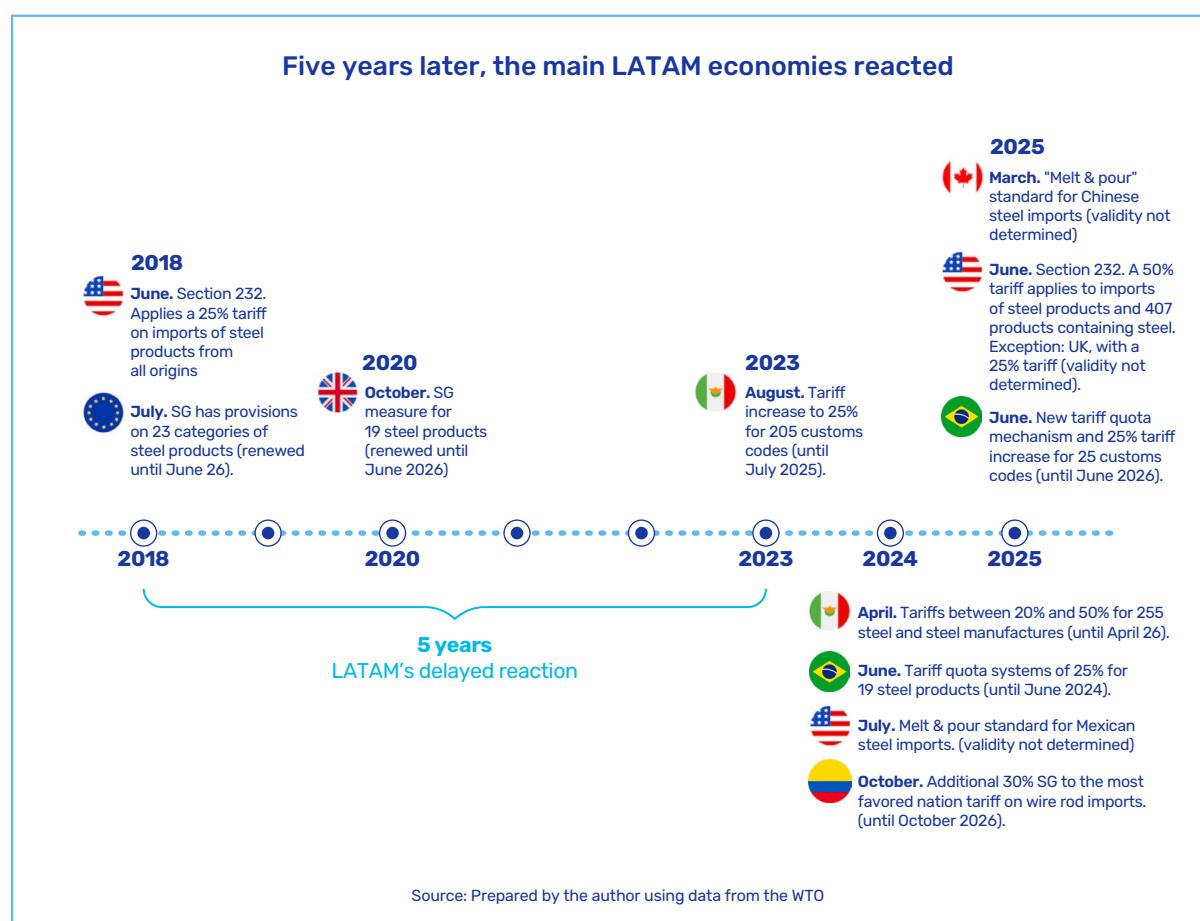 Five years later, the main LATAM economies reacted
2018
June. Section 232.
Applies a 25% tariff
on imports of steel
products from
all origins
July. SG has provisions
on 23 categories of
steel products (renewed
until June 26).
2020
October. SG
measure for
19 steel products
(renewed until
June 2026)
2023
August. Tariff
increase to 25%
for 205 customs
codes (until
July 2025).
2025
March. "Melt & pour"
standard for Chinese
steel imports (validity not
determined)
June. Section 232. A 50%
tariff applies to imports
of steel products and 407
products containing steel.
Exception: UK, with a
25% tariff (validity not
determined).
June. New tariff quota
mechanism and 25% tariff
increase for 25 customs
codes (until June 2026).
2018
2020
2023
2024
2025
5 years
LATAM's delayed reaction
April. Tariffs between 20% and 50% for 255
steel and steel manufactures (until April 26).
June. Tariff quota systems of 25% for
19 steel products (until June 2024).
July. Melt & pour standard for Mexican
steel imports. (validity not determined)
October. Additional 30% SG to the most
favored nation tariff on wire rod imports.
(until October 2026).
Source: Prepared by the author using data from the WTO